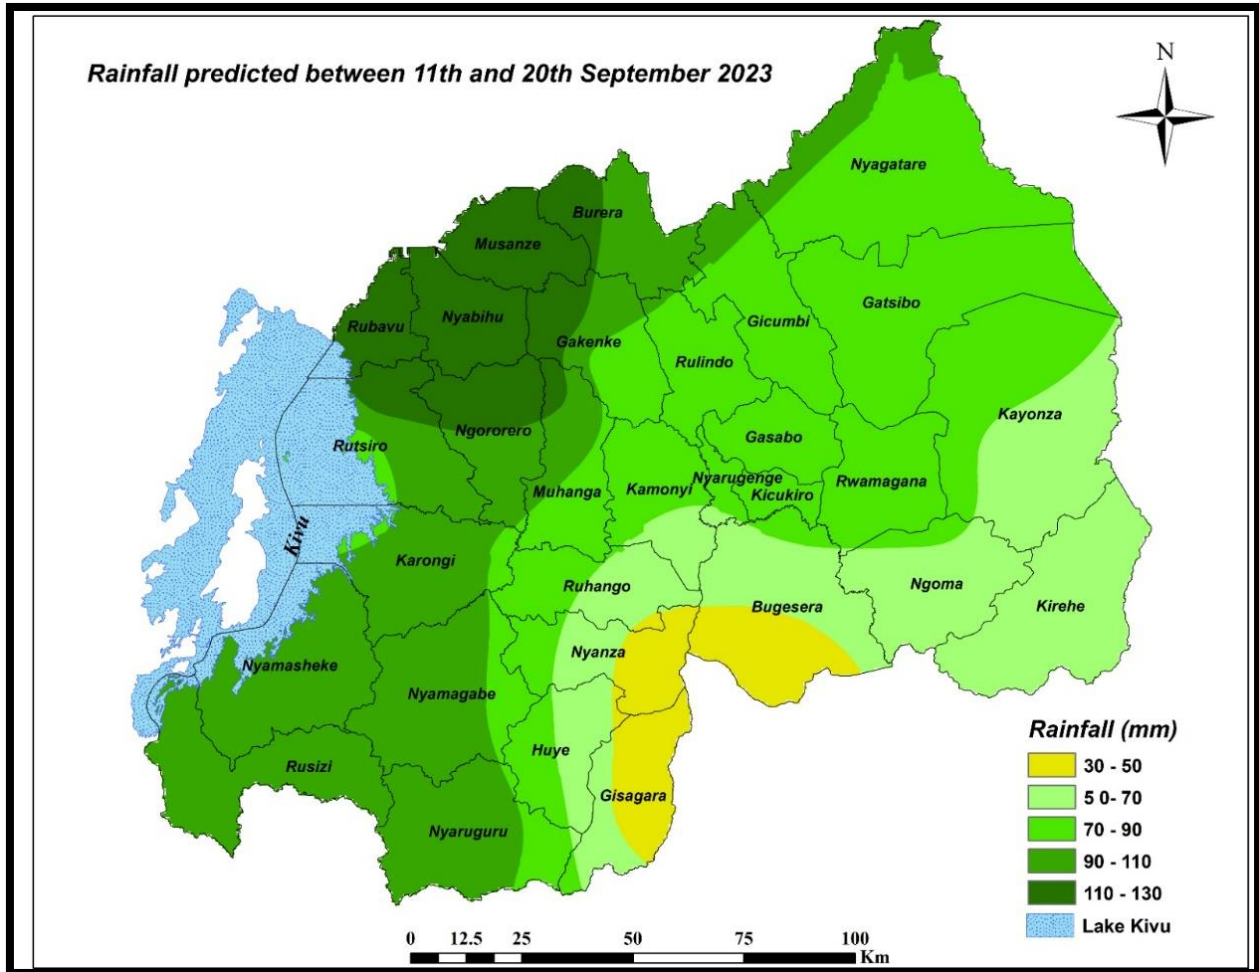 Rainfall predicted between 11th and 20th September 2023
N
Nyagatare
Burera
Musanze
Gatsibo
Nyabihu
Rubavu
Gicumbi
Gakenke
Rulindo
Kayonza
Ngororero
Gasabo
Rutsiro
Nyarugenge
Rwamagana
Muhanga
Kamonyi
Kicukiro
Kivu
Karongi
Ruhango
Ngoma
Bugesera
Kirehe
Nyanza
Nyamasheke
Nyamagabe
Huye
Rusizi
Gisagara
Nyaruguru
Rainfall (mm)
30 - 50
5 0- 70
70 - 90
90 - 110
110 - 130
Lake Kivu
0 12.5 25 50 75 100
Km